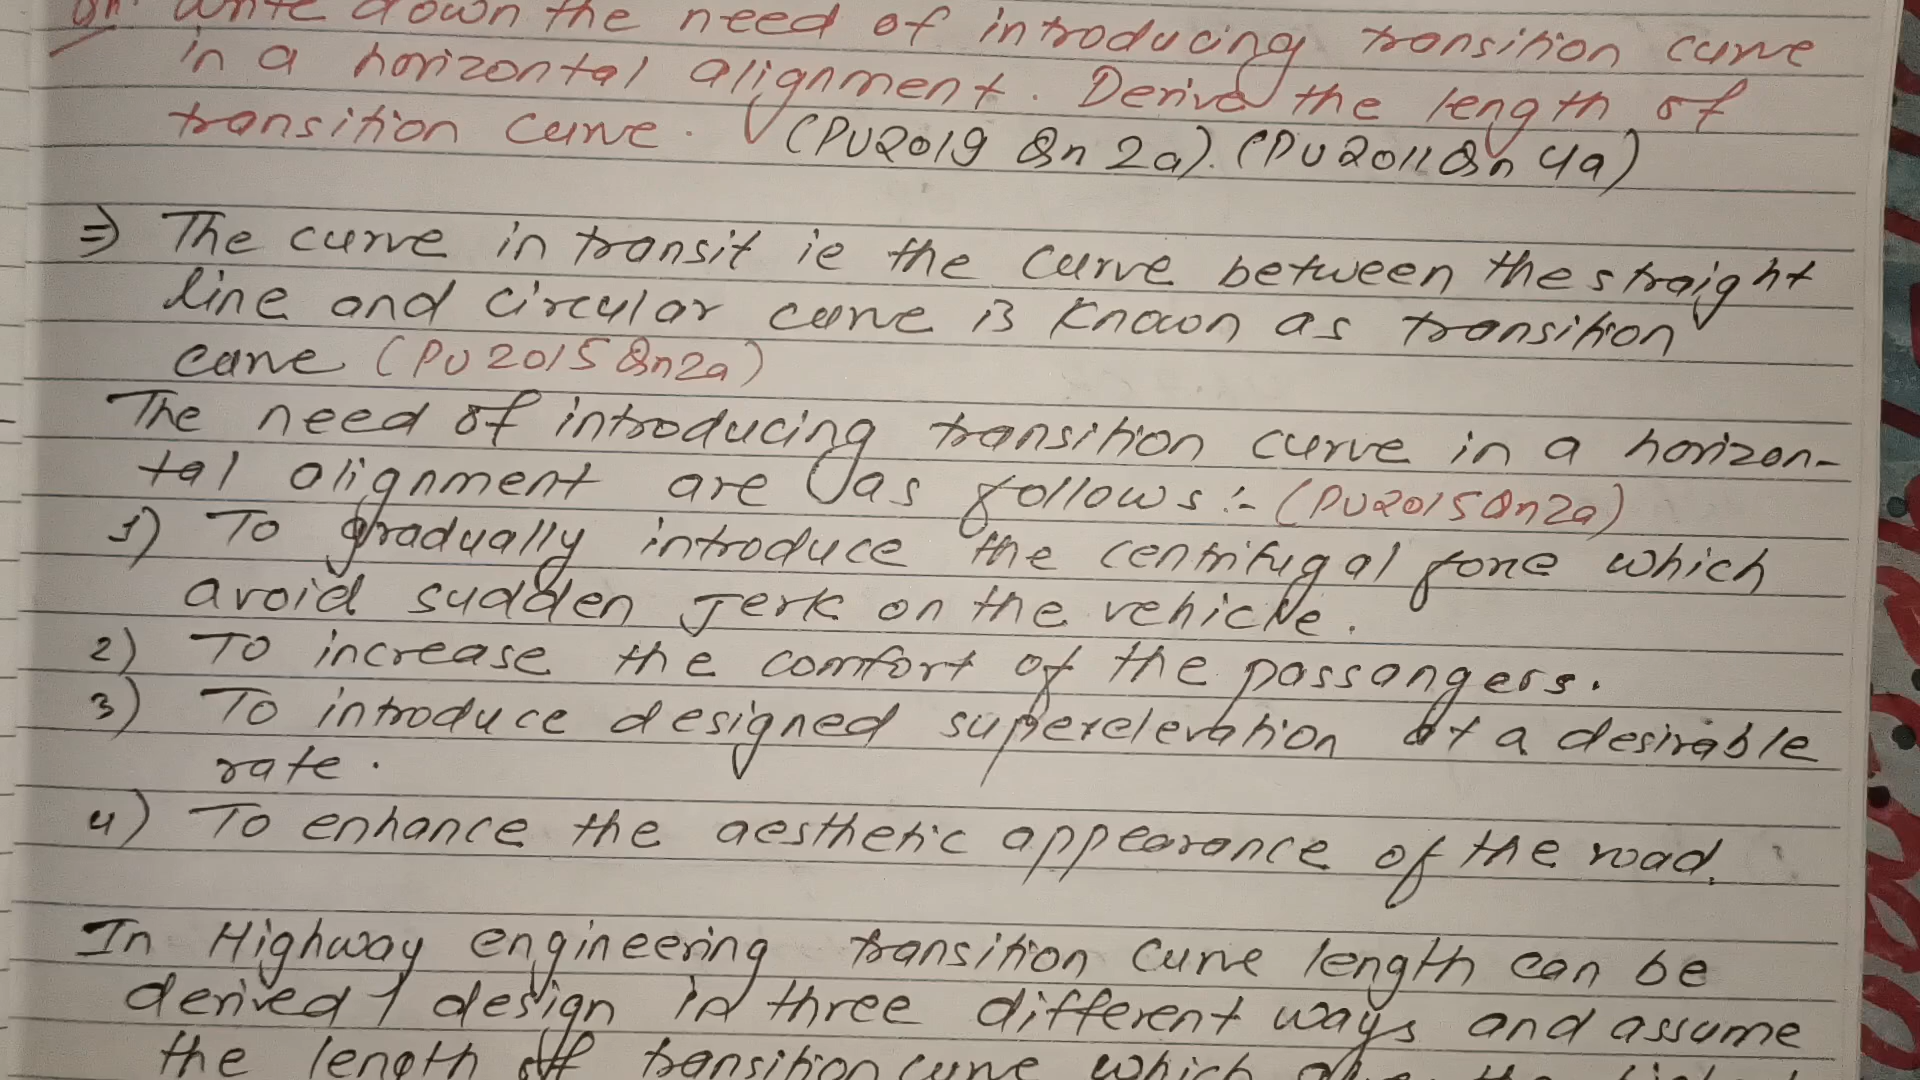 Qn. Write down the need of introducing transition curve
in a horizontal alignment. Derive the length of
transition curve. (PU2019 Qn 2a). (PU2011 Qn 4a)
⇒ The curve in transit ie the curve between the straight
line and circular curve is known as transition
curve (PU 2015 Qn2a)
The need of introducing transition curve in a horizon-
tal alignment are as follows :- (PU2015 Qn2a)
1) To gradually introduce the centrifugal force which
avoid sudden Jerk on the vehicle.
2) To increase the comfort of the passangers.
3) To introduce designed superelevation at a desirable
rate.
4) To enhance the aesthetic appearance of the road.
In Highway engineering transition curve length can be
derived / design in three different ways and assume
the length of transition curve which